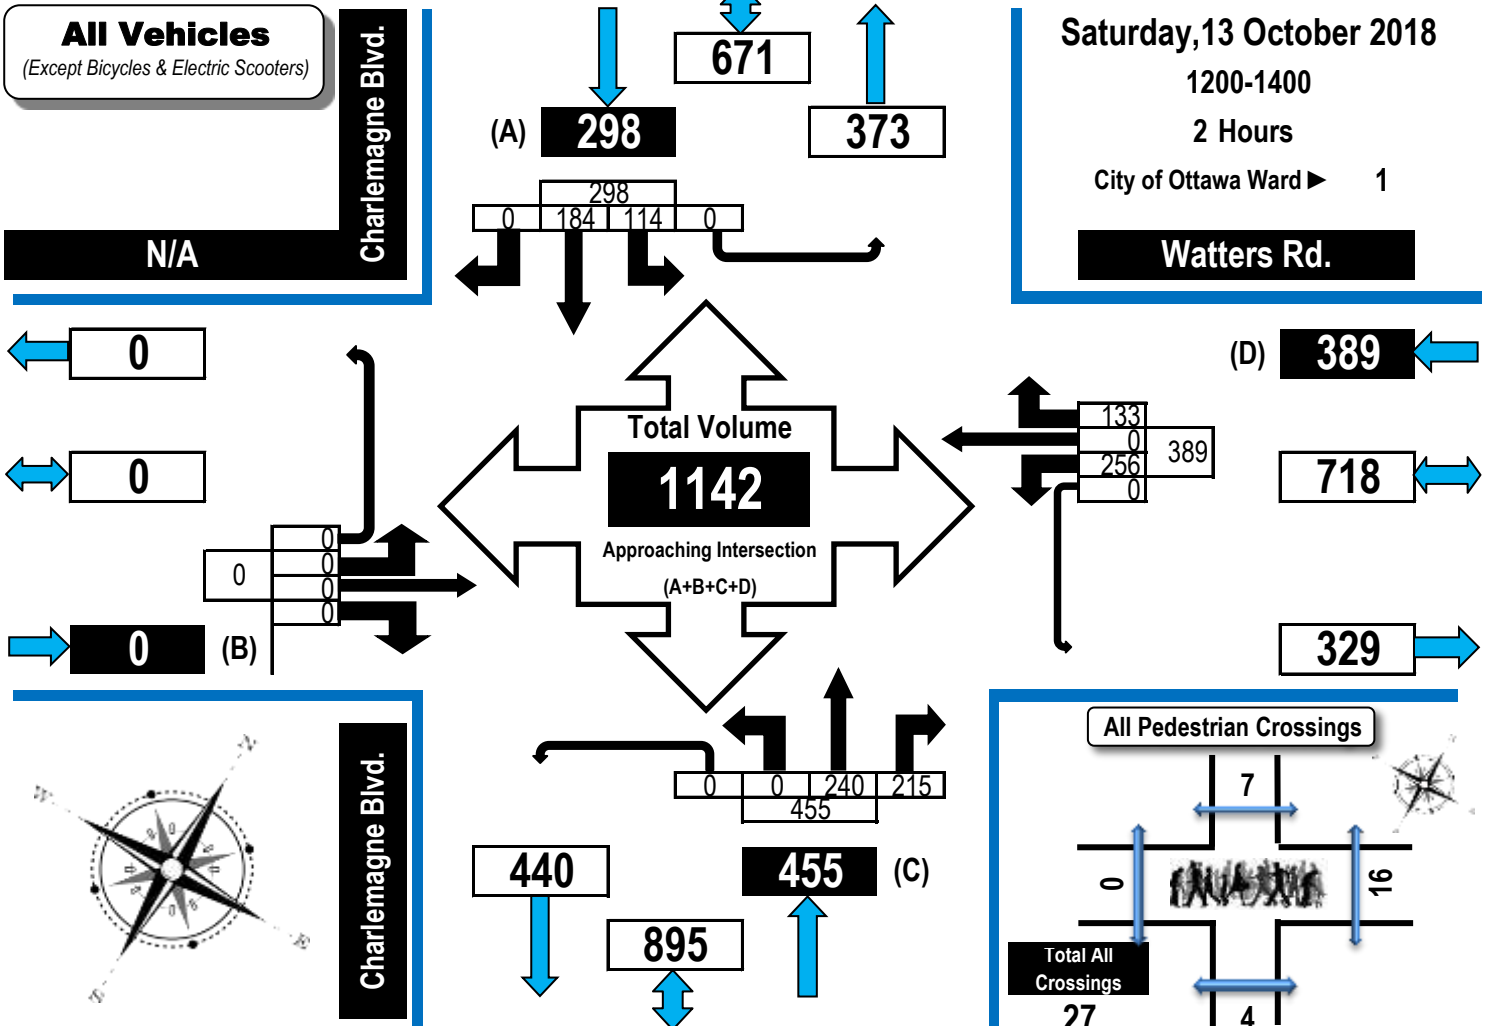 All Vehicles
(Except Bicycles & Electric Scooters)
Charlemagne Blvd.
N/A
671
(A) 298
373
298
0 184 114 0
Saturday,13 October 2018
1200-1400
2 Hours
City of Ottawa Ward ► 1
Watters Rd.
0
0
0
0
0
0
0
0 (B)
Total Volume
1142
Approaching Intersection
(A+B+C+D)
(D) 389
133
0
256
0
389
718
329
0 0 240 215
455
440
455 (C)
895
Charlemagne Blvd.
N
W
E
S
All Pedestrian Crossings
7
0
16
Total All
Crossings
27
4